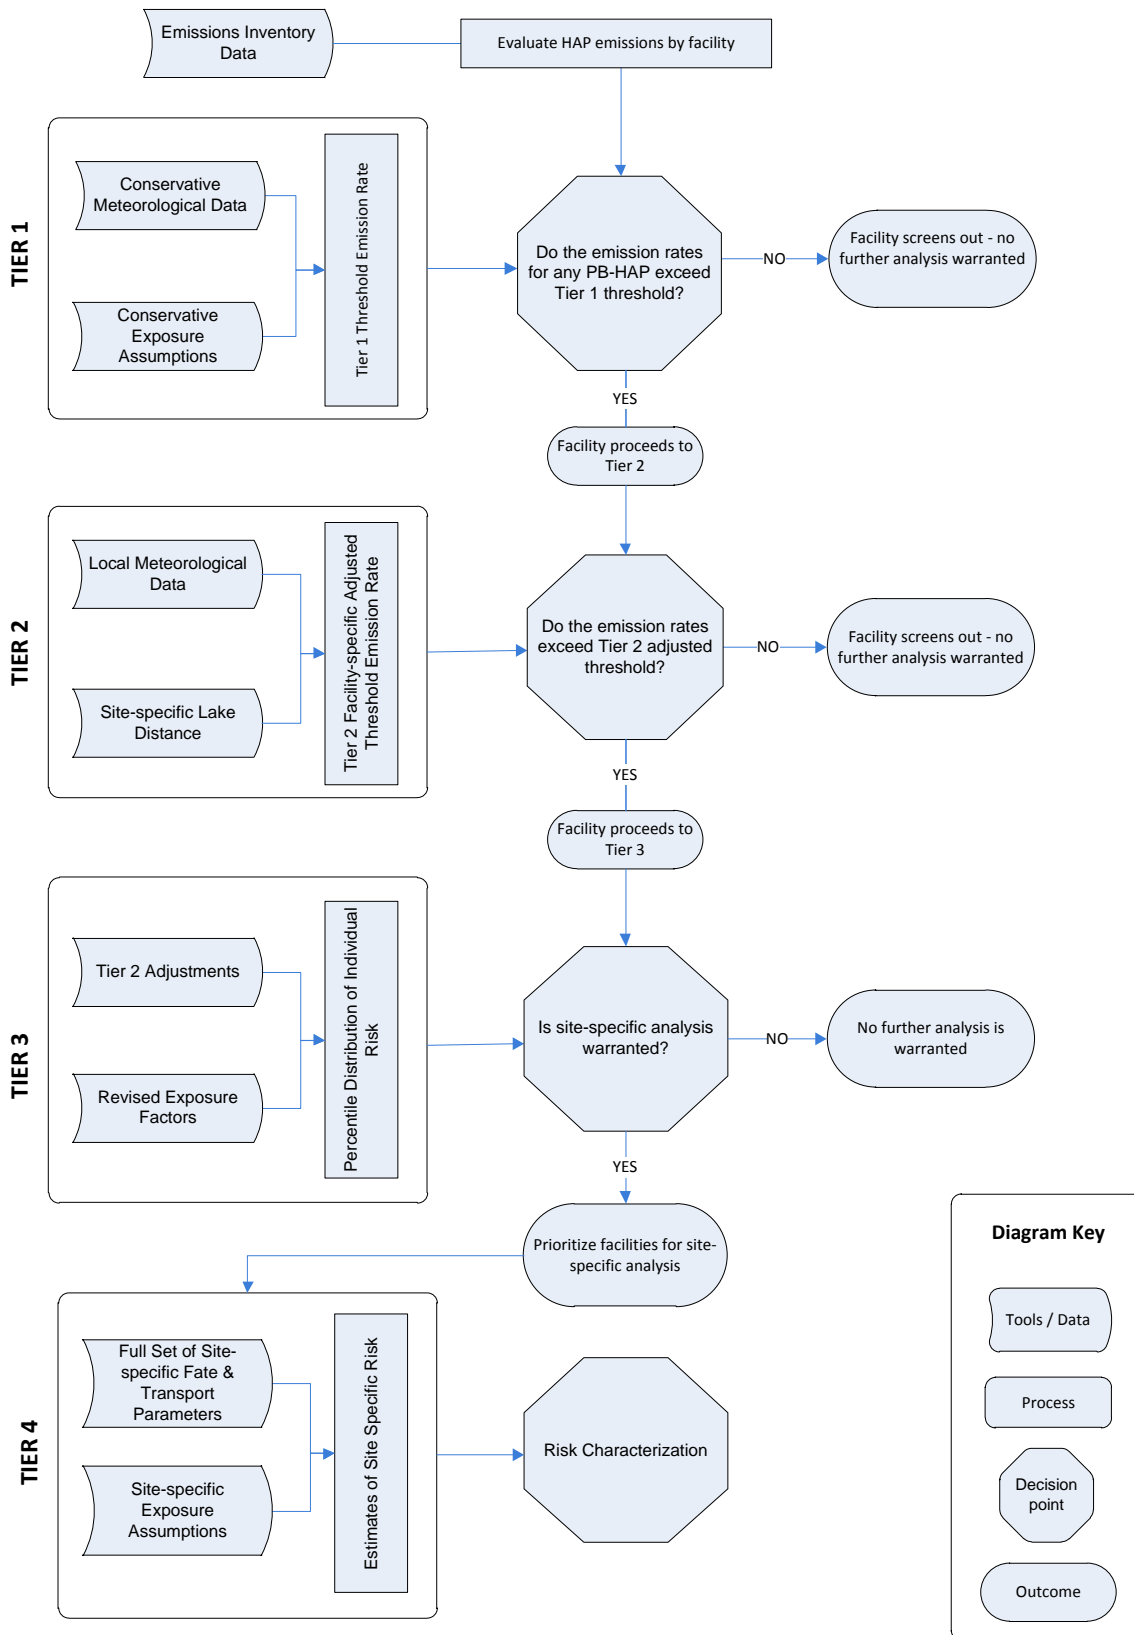 Emissions Inventory
Data
Evaluate HAP emissions by facility
TIER 1
Conservative
Meteorological Data
Conservative
Exposure
Assumptions
Tier 1 Threshold Emission Rate
Do the emission rates
for any PB-HAP exceed
Tier 1 threshold?
NO
Facility screens out - no
further analysis warranted
YES
Facility proceeds to
Tier 2
TIER 2
Local Meteorological
Data
Site-specific Lake
Distance
Tier 2 Facility-specific Adjusted
Threshold Emission Rate
Do the emission rates
exceed Tier 2 adjusted
threshold?
NO
Facility screens out - no
further analysis warranted
YES
Facility proceeds to
Tier 3
TIER 3
Tier 2 Adjustments
Revised Exposure
Factors
Percentile Distribution of Individual
Risk
Is site-specific analysis
warranted?
NO
No further analysis is
warranted
YES
Prioritize facilities for site-
specific analysis
TIER 4
Full Set of Site-
specific Fate &
Transport
Parameters
Site-specific
Exposure
Assumptions
Estimates of Site Specific Risk
Risk Characterization
Diagram Key
Tools / Data
Process
Decision
point
Outcome